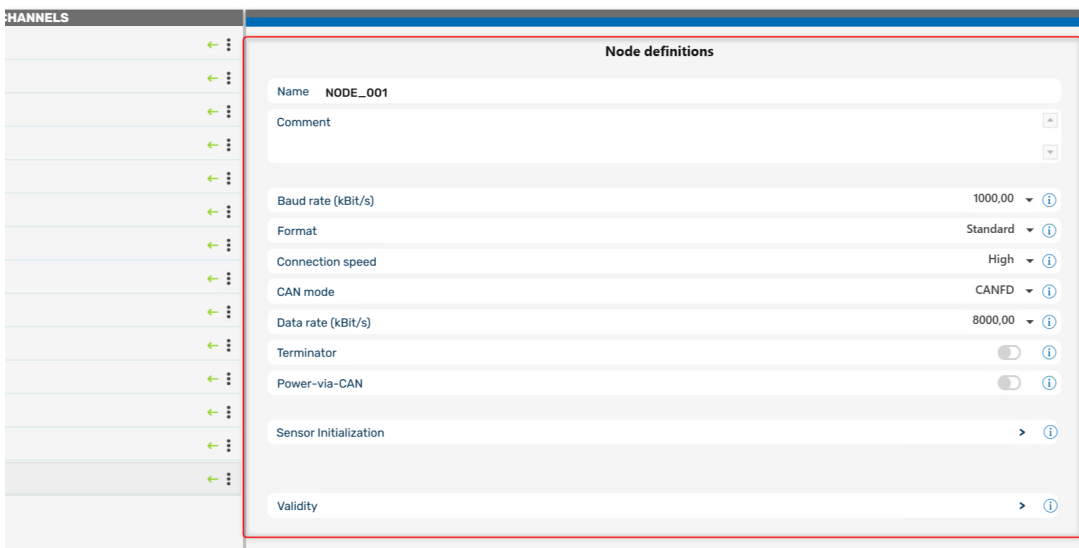 CHANNELS
Node definitions
Name NODE_001
Comment
Baud rate (kBit/s) 1000,00
Format Standard
Connection speed High
CAN mode CANFD
Data rate (kBit/s) 8000,00
Terminator
Power-via-CAN
Sensor Initialization
Validity